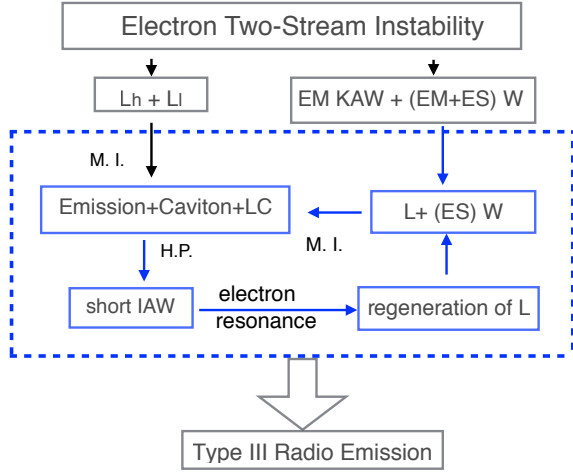 Electron Two-Stream Instability
Lh + Ll
EM KAW + (EM+ES) W
M. I.
Emission+Caviton+LC
L+ (ES) W
M. I.
H.P.
short IAW
electron
resonance
regeneration of L
Type III Radio Emission